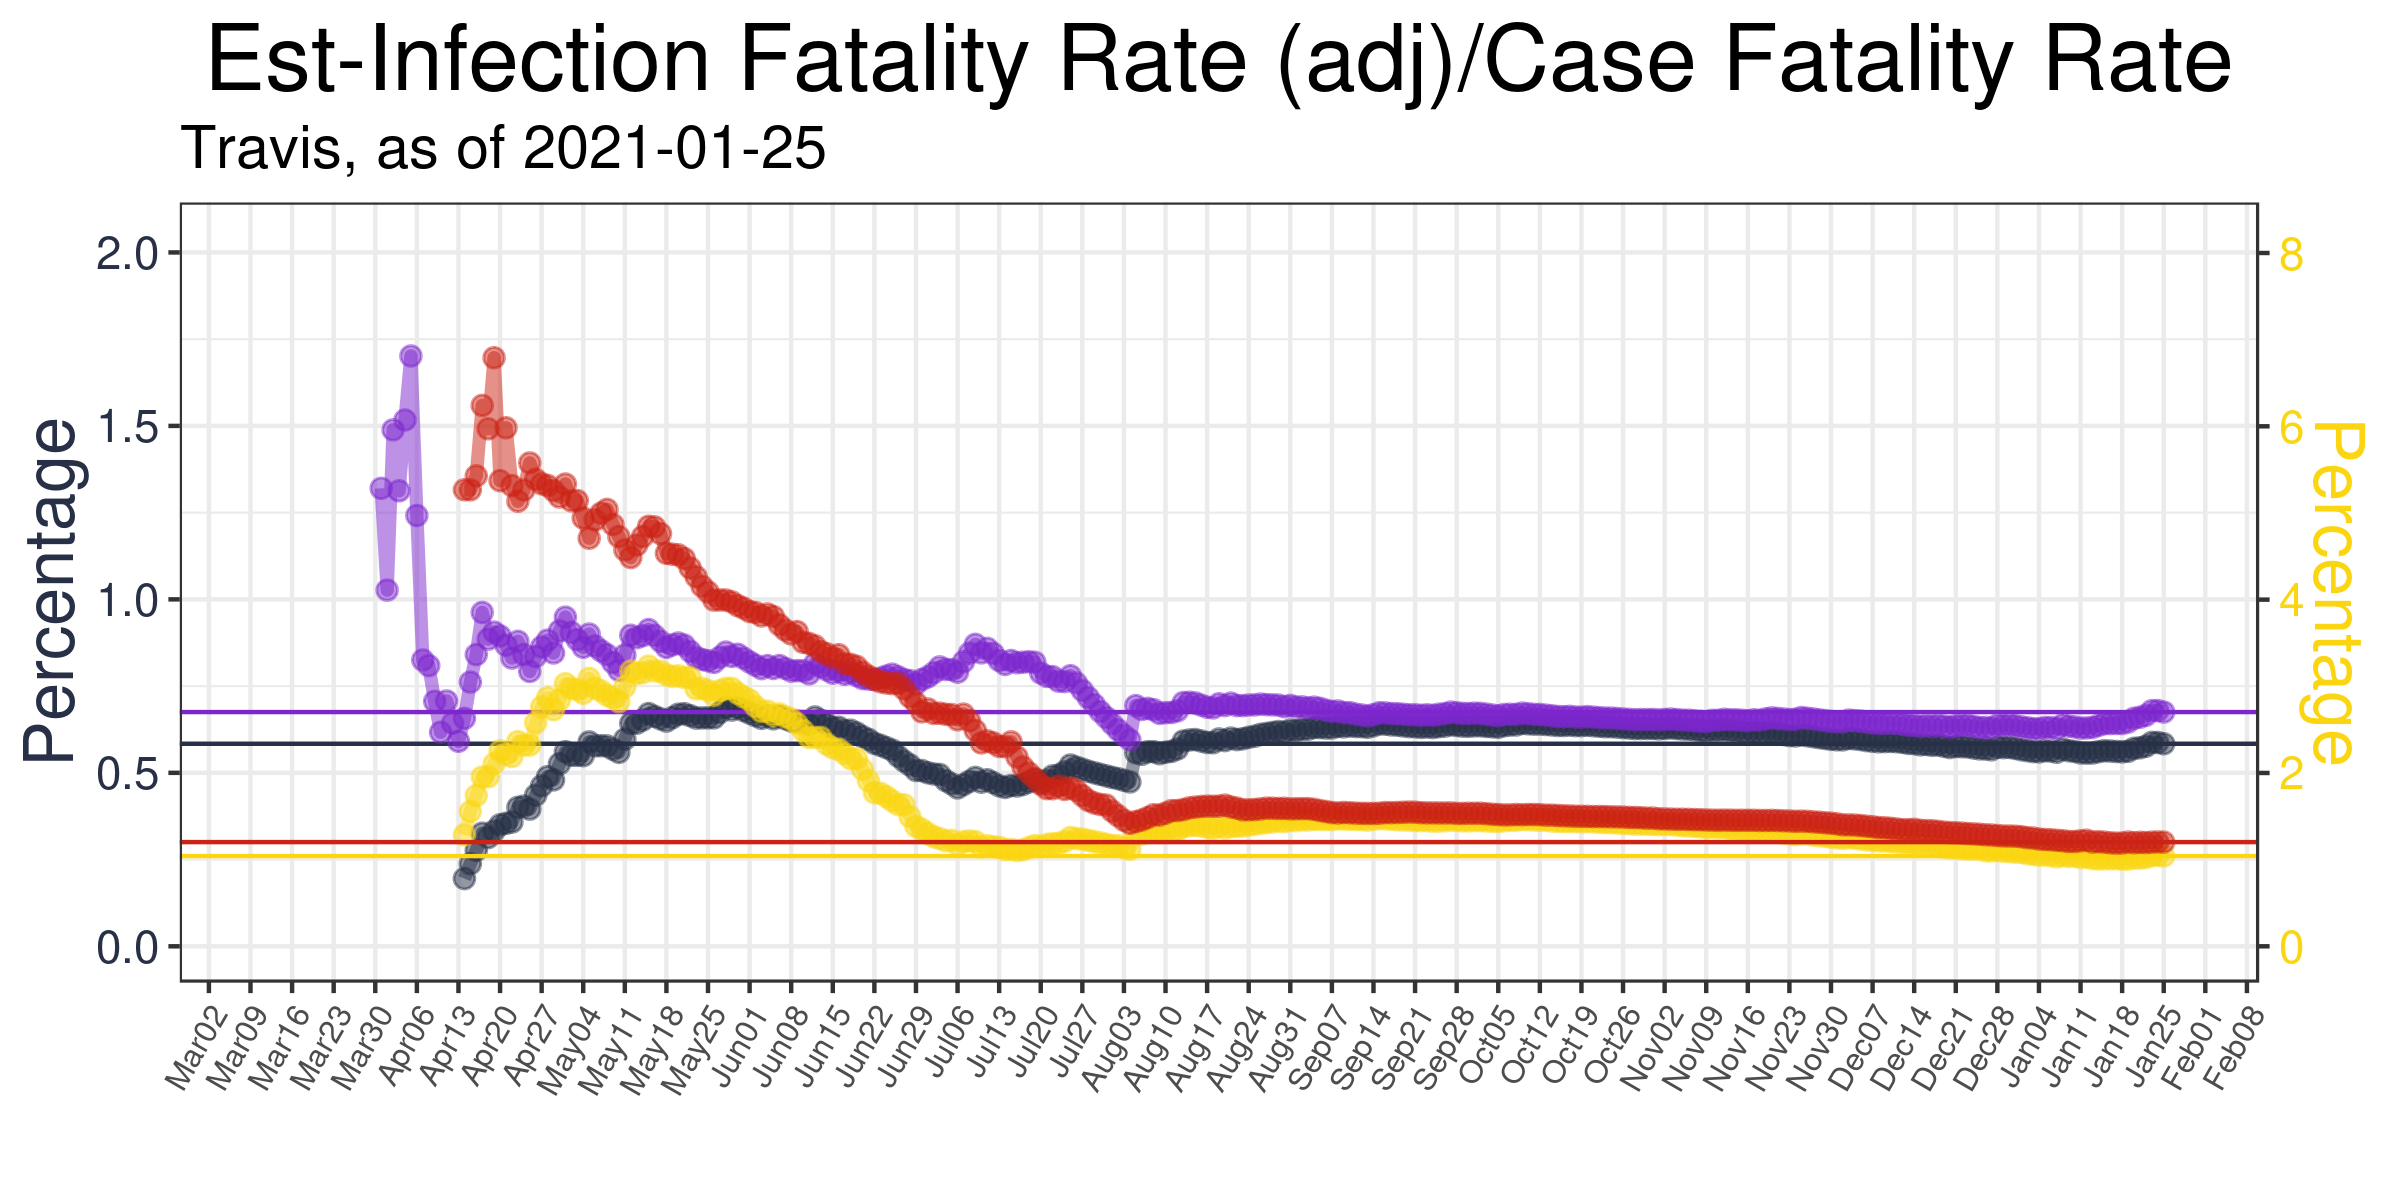 Est-Infection Fatality Rate (adj)/Case Fatality Rate
Travis, as of 2021-01-25
Percentage
2.0
1.5
1.0
0.5
0.0
8
6
4
2
0
Percentage
Mar02
Mar09
Mar16
Mar23
Mar30
Apr06
Apr13
Apr20
Apr27
May04
May11
May18
May25
Jun01
Jun08
Jun15
Jun22
Jun29
Jul06
Jul13
Jul20
Jul27
Aug03
Aug10
Aug17
Aug24
Aug31
Sep07
Sep14
Sep21
Sep28
Oct05
Oct12
Oct19
Oct26
Nov02
Nov09
Nov16
Nov23
Nov30
Dec07
Dec14
Dec21
Dec28
Jan04
Jan11
Jan18
Jan25
Feb01
Feb08